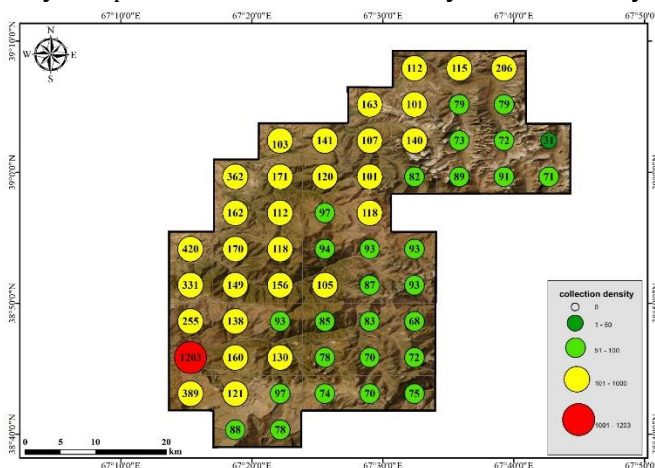 67°10'0"E 67°20'0"E 67°30'0"E 67°40'0"E 67°50'0"E
39°10'0"N
N
W E
S
112 115 206
163 101 79 79
103 141 107 140 73 72 31
39°0'0"N
362 171 120 101 82 89 91 71
162 112 97 118
420 170 118 94 93 93
331 149 156 105 87 93
38°50'0"N
255 138 93 85 83 68
1203 160 130 78 70 72
389 121 97 74 70 75
88 78
38°40'0"N
collection density
0
1 - 50
51 - 100
101 - 1000
1001 - 1203
0 5 10 20
km
67°10'0"E 67°20'0"E 67°30'0"E 67°40'0"E